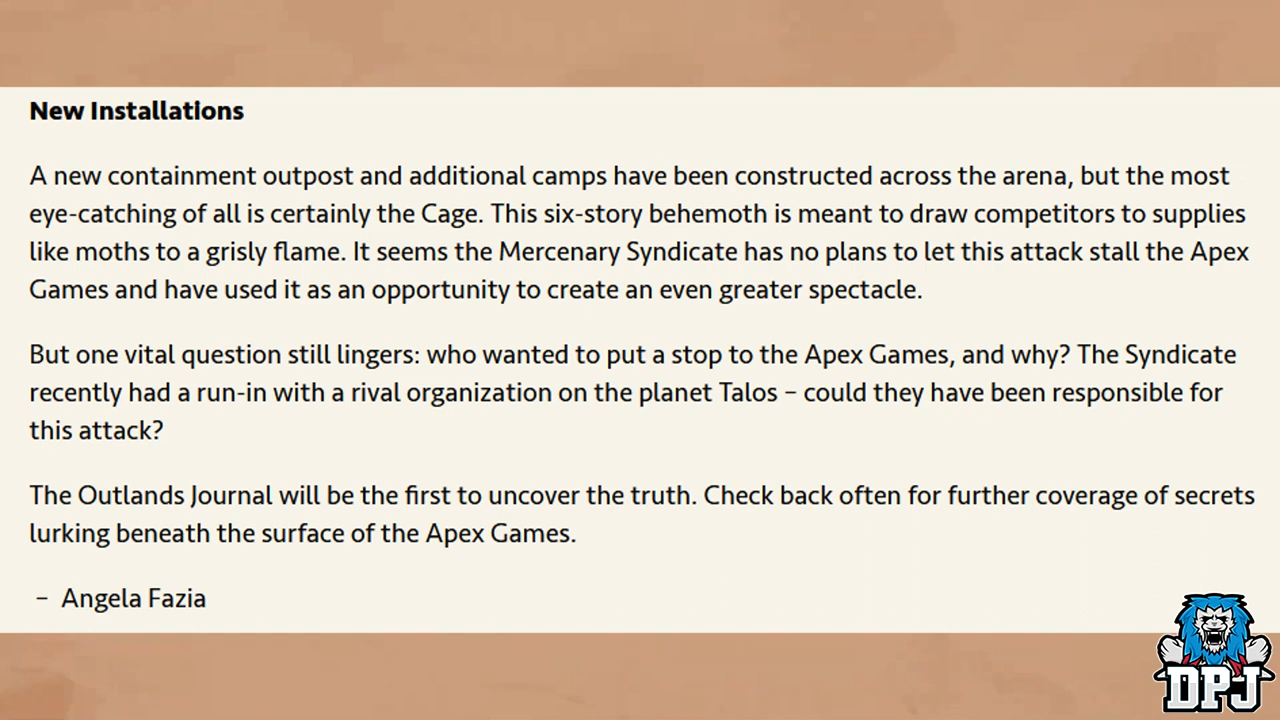 New Installations
A new containment outpost and additional camps have been constructed across the arena, but the most
eye-catching of all is certainly the Cage. This six-story behemoth is meant to draw competitors to supplies
like moths to a grisly flame. It seems the Mercenary Syndicate has no plans to let this attack stall the Apex
Games and have used it as an opportunity to create an even greater spectacle.
But one vital question still lingers: who wanted to put a stop to the Apex Games, and why? The Syndicate
recently had a run-in with a rival organization on the planet Talos – could they have been responsible for
this attack?
The Outlands Journal will be the first to uncover the truth. Check back often for further coverage of secrets
lurking beneath the surface of the Apex Games.
– Angela Fazia
DPJ